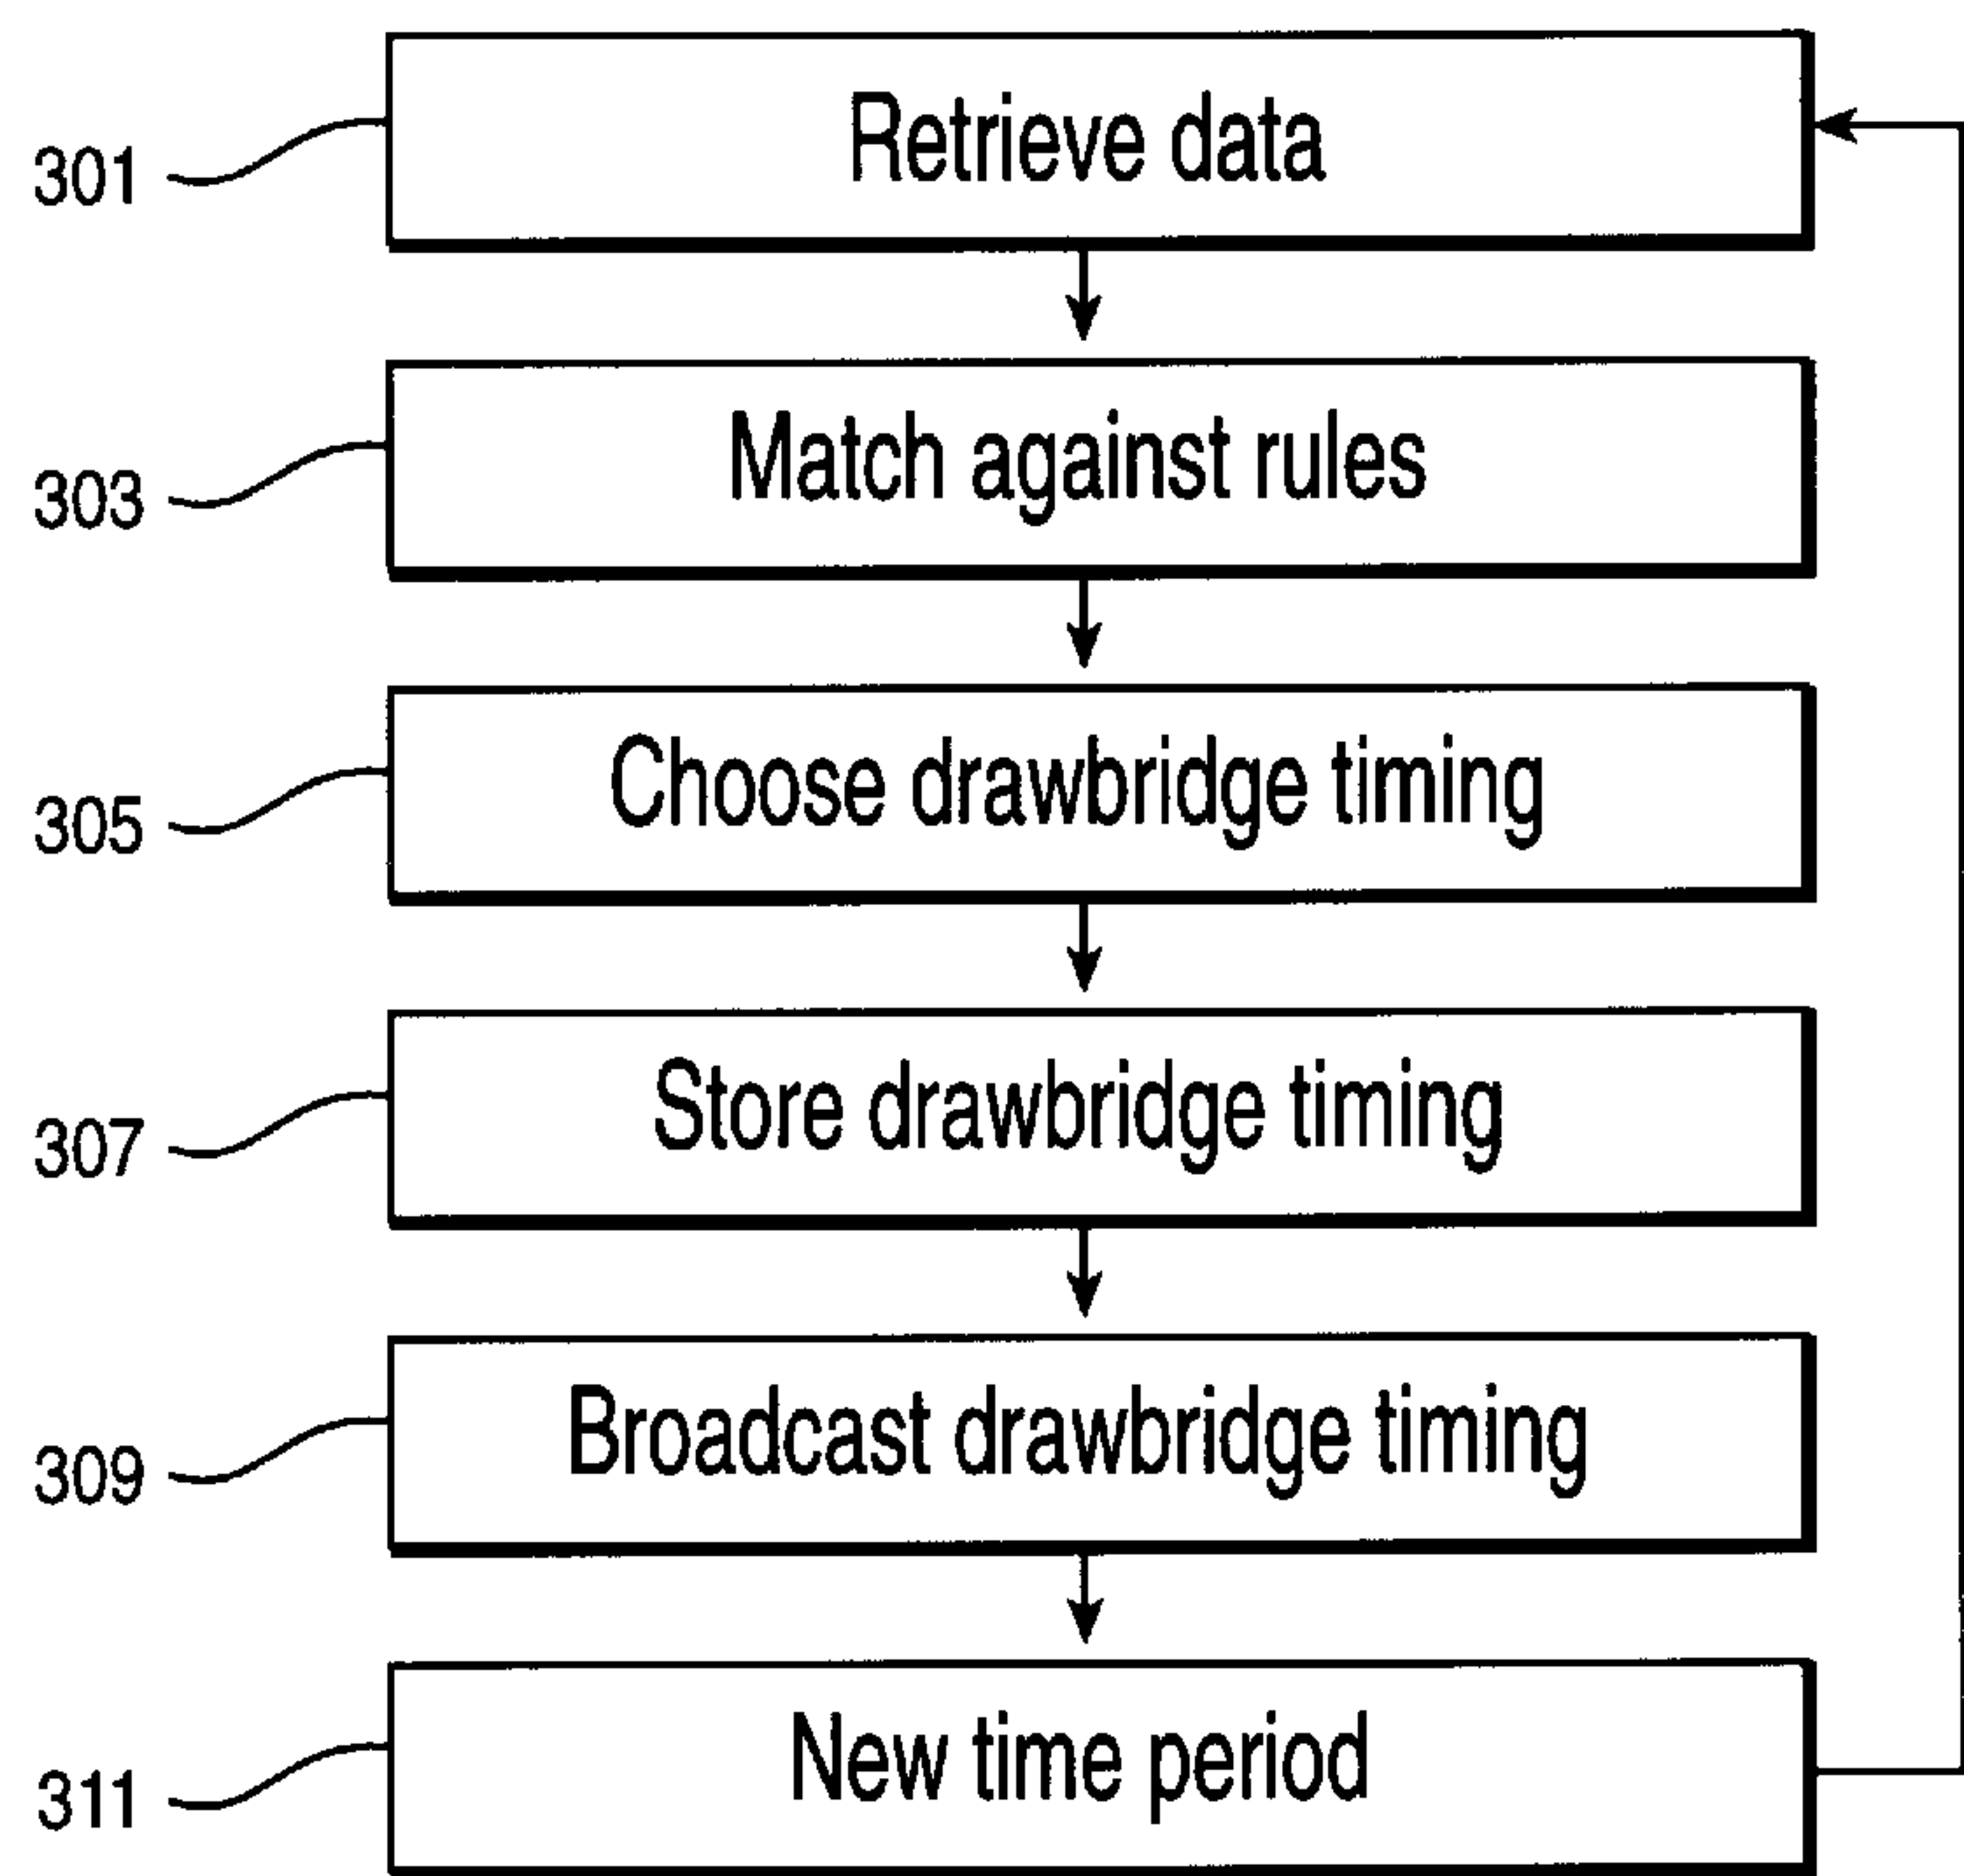 Retrieve data
301
Match against rules
303
Choose drawbridge timing
305
Store drawbridge timing
307
Broadcast drawbridge timing
309
New time period
311